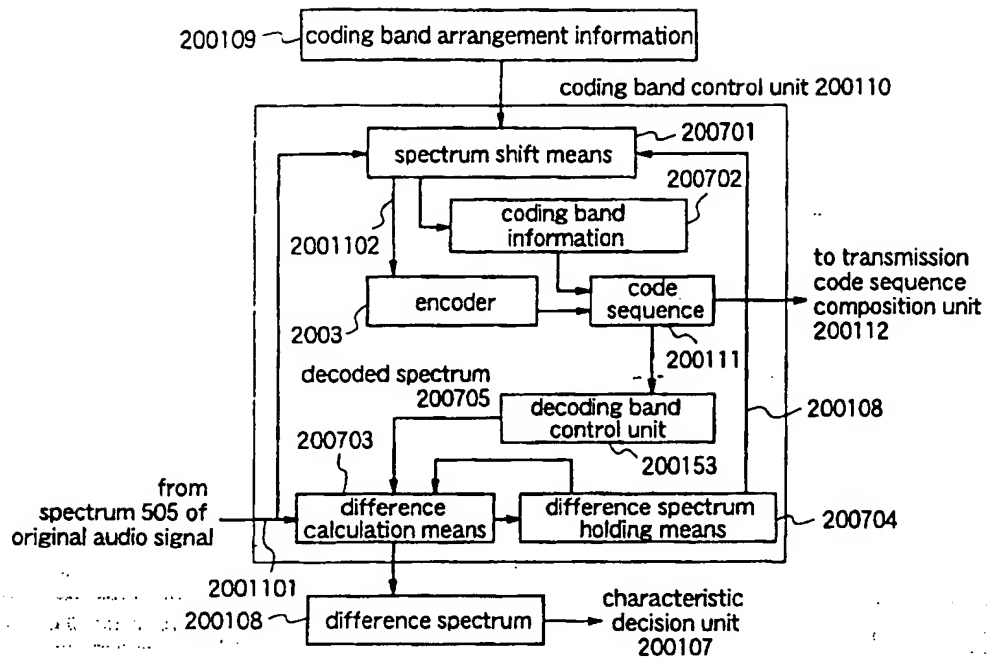 200109
coding band arrangement information
coding band control unit 200110
200701
spectrum shift means
200702
coding band
information
2001102
to transmission
code sequence
composition unit
200112
encoder
code
sequence
2003
200111
decoded spectrum
200705
decoding band
control unit
200108
200703
200153
from
spectrum 505 of
original audio signal
difference
calculation means
difference spectrum
holding means
200704
2001101
200108
difference spectrum
characteristic
decision unit
200107